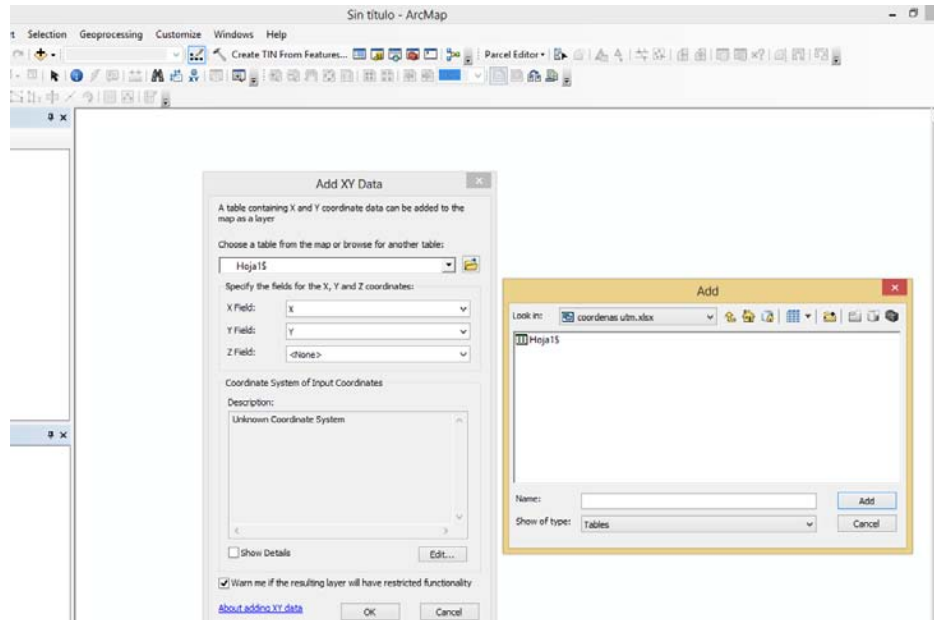 Sin título - ArcMap
Selection Geoprocessing Customize Windows Help
Create TIN From Features...
Parcel Editor
Add XY Data
A table containing X and Y coordinate data can be added to the
map as a layer
Choose a table from the map or browse for another table:
Hoja1$
Specify the fields for the X, Y and Z coordinates:
X Field: X
Y Field: Y
Z Field: <None>
Coordinate System of Input Coordinates
Description:
Unknown Coordinate System
Show Details
Edit...
Warn me if the resulting layer will have restricted functionality
About adding XY data
OK
Cancel
Add
Look in: coordenas utm.xlsx
Hoja1$
Name:
Add
Show of type: Tables
Cancel